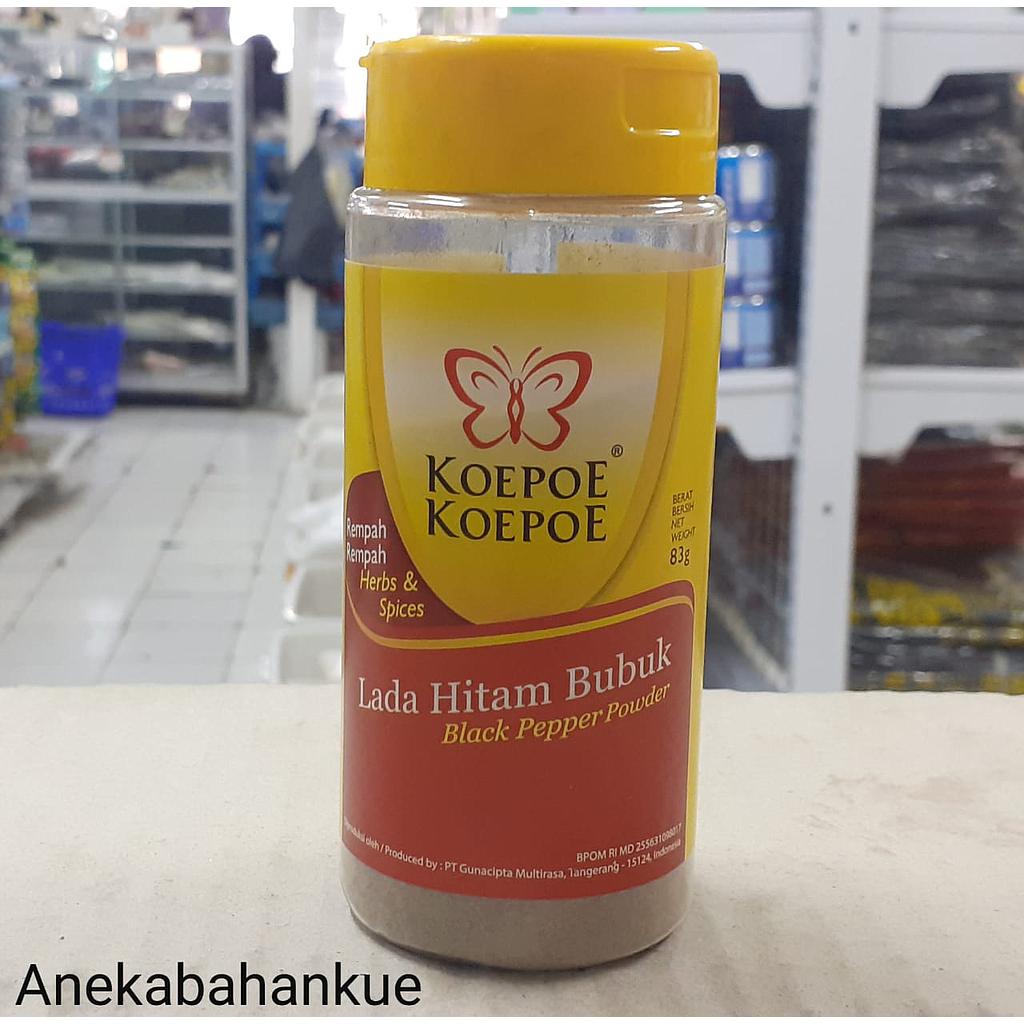 KOEPOE ®
KOEPOE
BERAT
BERSIH
NET
WEIGHT
83g
Rempah
Rempah
Herbs &
Spices
Lada Hitam Bubuk
Black Pepper Powder
BPOM RI MD
oleh / Produced by : PT Gunacipta Multirasa, Tangerang - 15124, Indonesia
Anekabahankue